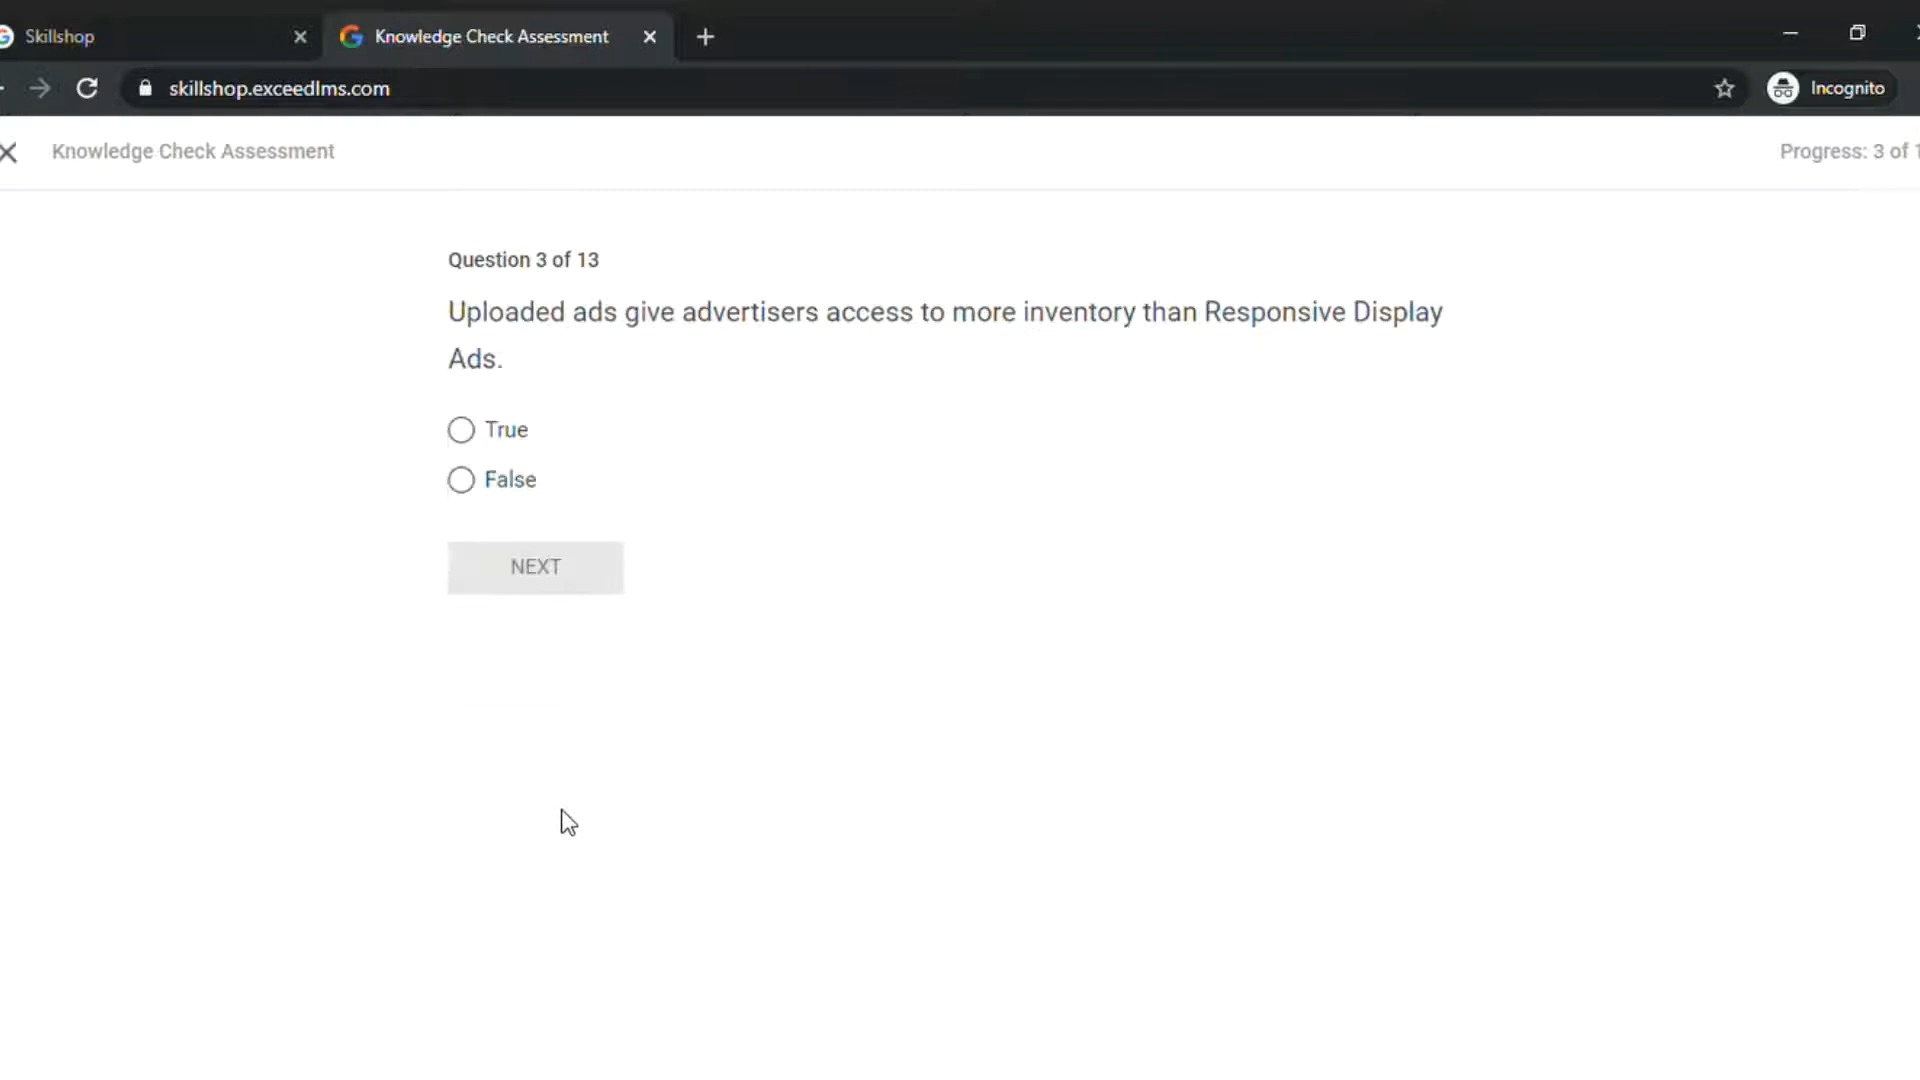 Skillshop
Knowledge Check Assessment
skillshop.exceedlms.com
Incognito
Knowledge Check Assessment
Progress: 3 of 1
Question 3 of 13
Uploaded ads give advertisers access to more inventory than Responsive Display
Ads.
True
False
NEXT